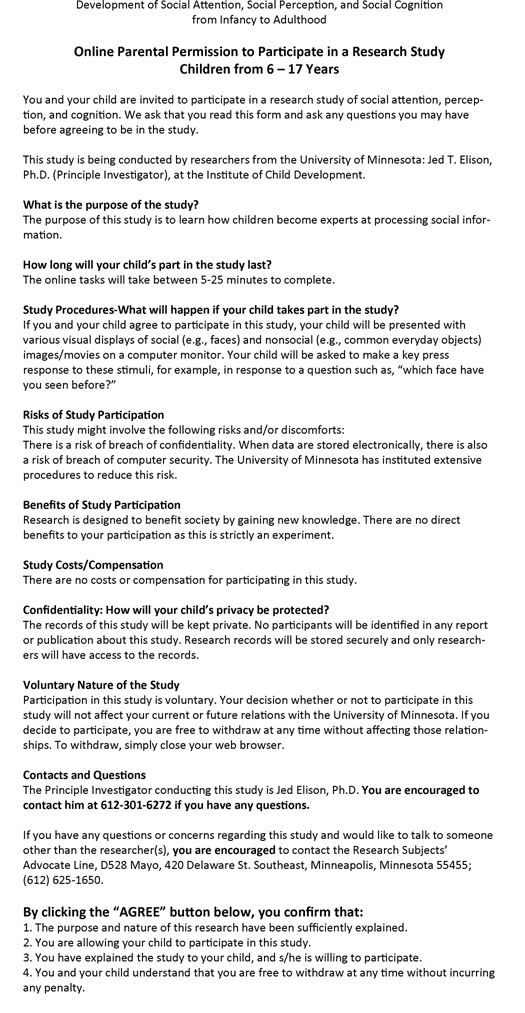 Development of Social Attention, Social Perception, and Social Cognition
from Infancy to Adulthood
Online Parental Permission to Participate in a Research Study
Children from 6 – 17 Years
You and your child are invited to participate in a research study of social attention, percep-
tion, and cognition. We ask that you read this form and ask any questions you may have
before agreeing to be in the study.
This study is being conducted by researchers from the University of Minnesota: Jed T. Elison,
Ph.D. (Principle Investigator), at the Institute of Child Development.
What is the purpose of the study?
The purpose of this study is to learn how children become experts at processing social infor-
mation.
How long will your child's part in the study last?
The online tasks will take between 5-25 minutes to complete.
Study Procedures-What will happen if your child takes part in the study?
If you and your child agree to participate in this study, your child will be presented with
various visual displays of social (e.g., faces) and nonsocial (e.g., common everyday objects)
images/movies on a computer monitor. Your child will be asked to make a key press
response to these stimuli, for example, in response to a question such as, “which face have
you seen before?”
Risks of Study Participation
This study might involve the following risks and/or discomforts:
There is a risk of breach of confidentiality. When data are stored electronically, there is also
a risk of breach of computer security. The University of Minnesota has instituted extensive
procedures to reduce this risk.
Benefits of Study Participation
Research is designed to benefit society by gaining new knowledge. There are no direct
benefits to your participation as this is strictly an experiment.
Study Costs/Compensation
There are no costs or compensation for participating in this study.
Confidentiality: How will your child's privacy be protected?
The records of this study will be kept private. No participants will be identified in any report
or publication about this study. Research records will be stored securely and only research-
ers will have access to the records.
Voluntary Nature of the Study
Participation in this study is voluntary. Your decision whether or not to participate in this
study will not affect your current or future relations with the University of Minnesota. If you
decide to participate, you are free to withdraw at any time without affecting those relation-
ships. To withdraw, simply close your web browser.
Contacts and Questions
The Principle Investigator conducting this study is Jed Elison, Ph.D. You are encouraged to
contact him at 612-301-6272 if you have any questions.
If you have any questions or concerns regarding this study and would like to talk to someone
other than the researcher(s), you are encouraged to contact the Research Subjects’
Advocate Line, D528 Mayo, 420 Delaware St. Southeast, Minneapolis, Minnesota 55455;
(612) 625-1650.
By clicking the “AGREE” button below, you confirm that:
1. The purpose and nature of this research have been sufficiently explained.
2. You are allowing your child to participate in this study.
3. You have explained the study to your child, and s/he is willing to participate.
4. You and your child understand that you are free to withdraw at any time without incurring
any penalty.